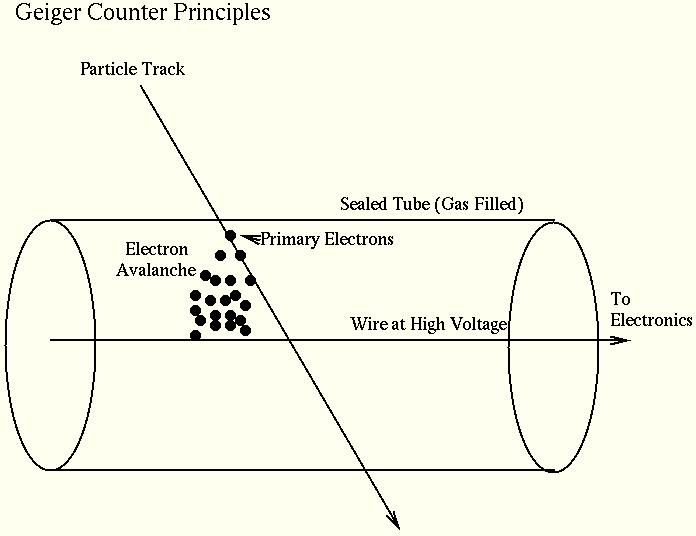 Geiger Counter Principles
Particle Track
Sealed Tube (Gas Filled)
Primary Electrons
Electron
Avalanche
Wire at High Voltage
To
Electronics